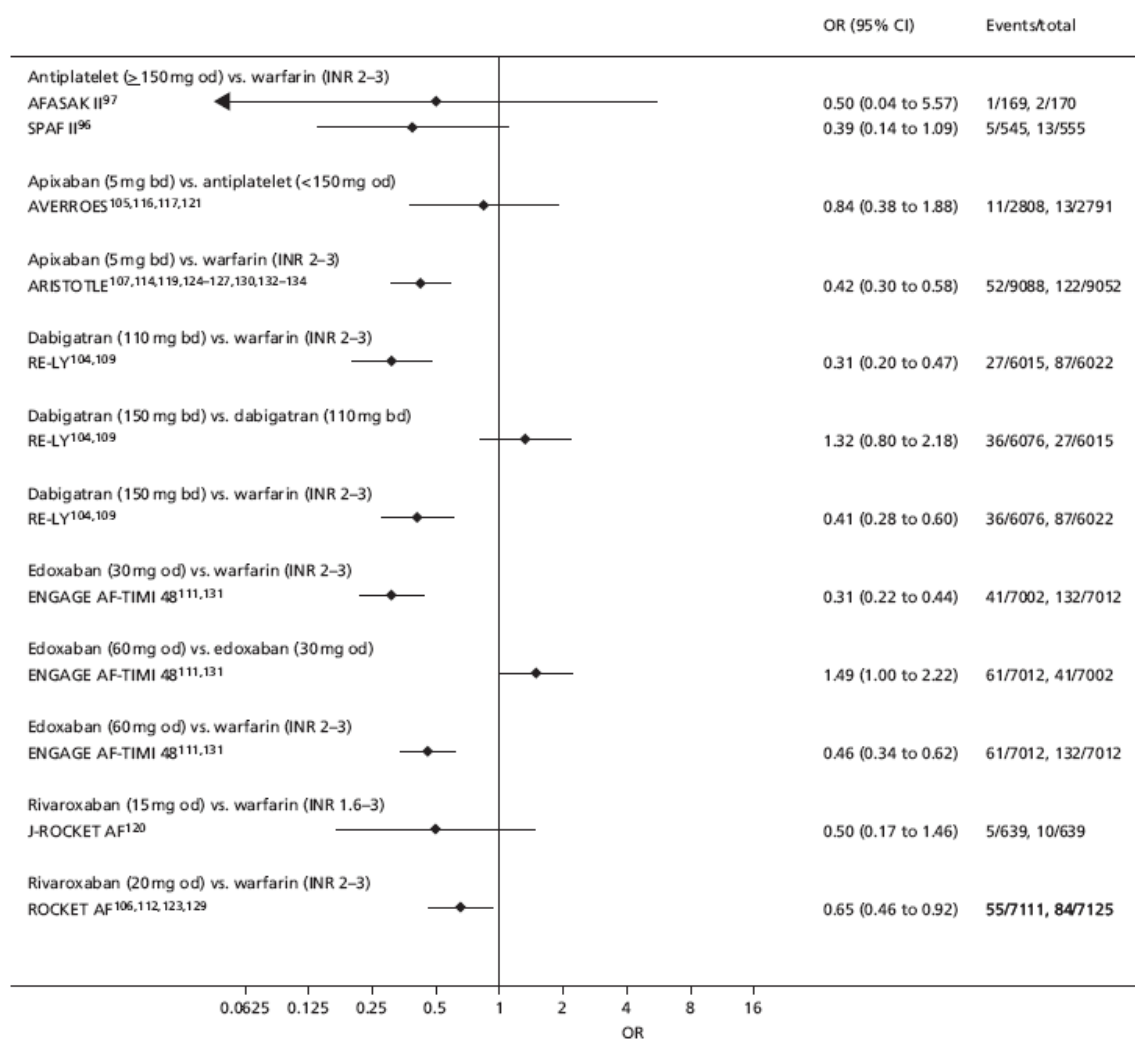 OR (95% CI) Events/total
Antiplatelet (≥150 mg od) vs. warfarin (INR 2–3)
AFASAK II97 0.50 (0.04 to 5.57) 1/169, 2/170
SPAF II96 0.39 (0.14 to 1.09) 5/545, 13/555
Apixaban (5 mg bd) vs. antiplatelet (<150 mg od)
AVERROES105,116,117,121 0.84 (0.38 to 1.88) 11/2808, 13/2791
Apixaban (5 mg bd) vs. warfarin (INR 2–3)
ARISTOTLE107,114,119,124–127,130,132–134 0.42 (0.30 to 0.58) 52/9088, 122/9052
Dabigatran (110 mg bd) vs. warfarin (INR 2–3)
RE-LY104,109 0.31 (0.20 to 0.47) 27/6015, 87/6022
Dabigatran (150 mg bd) vs. dabigatran (110 mg bd)
RE-LY104,109 1.32 (0.80 to 2.18) 36/6076, 27/6015
Dabigatran (150 mg bd) vs. warfarin (INR 2–3)
RE-LY104,109 0.41 (0.28 to 0.60) 36/6076, 87/6022
Edoxaban (30 mg od) vs. warfarin (INR 2–3)
ENGAGE AF-TIMI 48111,131 0.31 (0.22 to 0.44) 41/7002, 132/7012
Edoxaban (60 mg od) vs. edoxaban (30 mg od)
ENGAGE AF-TIMI 48111,131 1.49 (1.00 to 2.22) 61/7012, 41/7002
Edoxaban (60 mg od) vs. warfarin (INR 2–3)
ENGAGE AF-TIMI 48111,131 0.46 (0.34 to 0.62) 61/7012, 132/7012
Rivaroxaban (15 mg od) vs. warfarin (INR 1.6–3)
J-ROCKET AF120 0.50 (0.17 to 1.46) 5/639, 10/639
Rivaroxaban (20 mg od) vs. warfarin (INR 2–3)
ROCKET AF106,112,123,129 0.65 (0.46 to 0.92) 55/7111, 84/7125
0.0625 0.125 0.25 0.5 1 2 4 8 16
OR